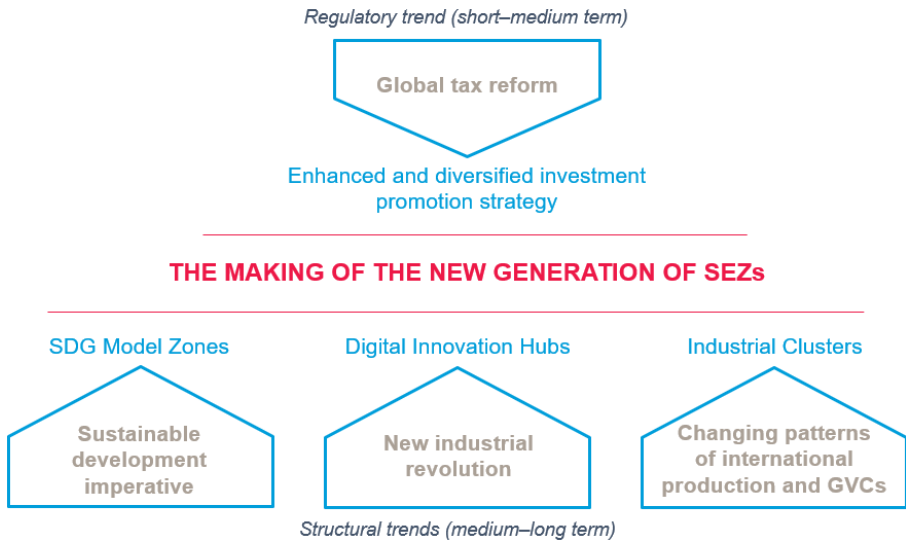 Regulatory trend (short–medium term)
Global tax reform
Enhanced and diversified investment
promotion strategy
THE MAKING OF THE NEW GENERATION OF SEZs
SDG Model Zones
Digital Innovation Hubs
Industrial Clusters
Sustainable
development
imperative
New industrial
revolution
Changing patterns
of international
production and GVCs
Structural trends (medium–long term)